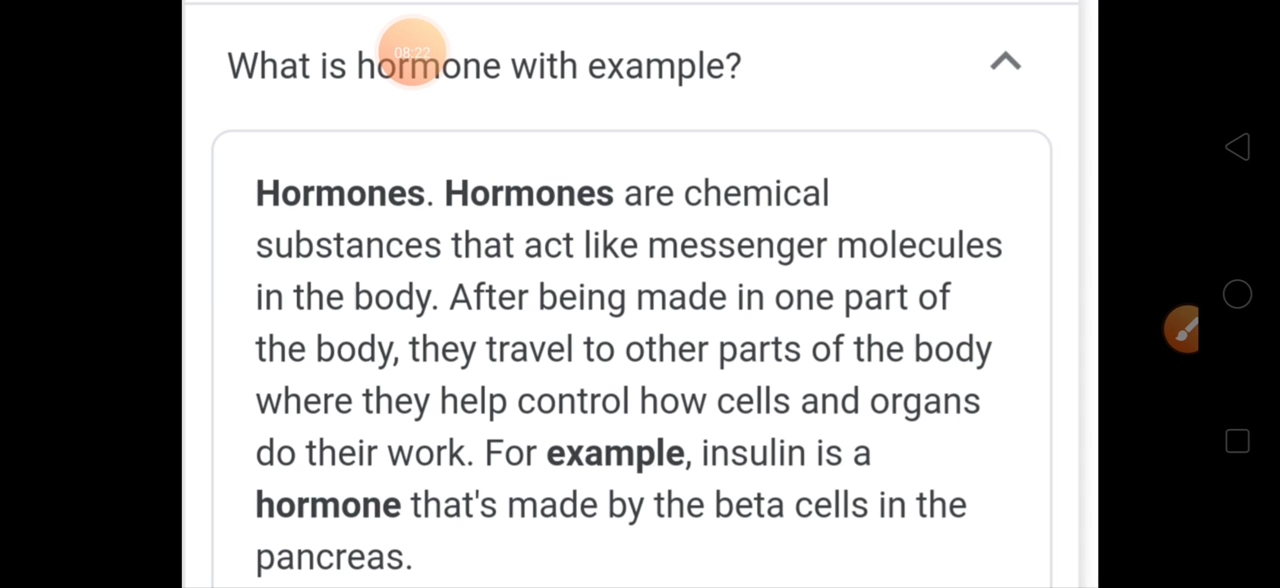 What is hormone with example?
08:22
Hormones. Hormones are chemical
substances that act like messenger molecules
in the body. After being made in one part of
the body, they travel to other parts of the body
where they help control how cells and organs
do their work. For example, insulin is a
hormone that's made by the beta cells in the
pancreas.